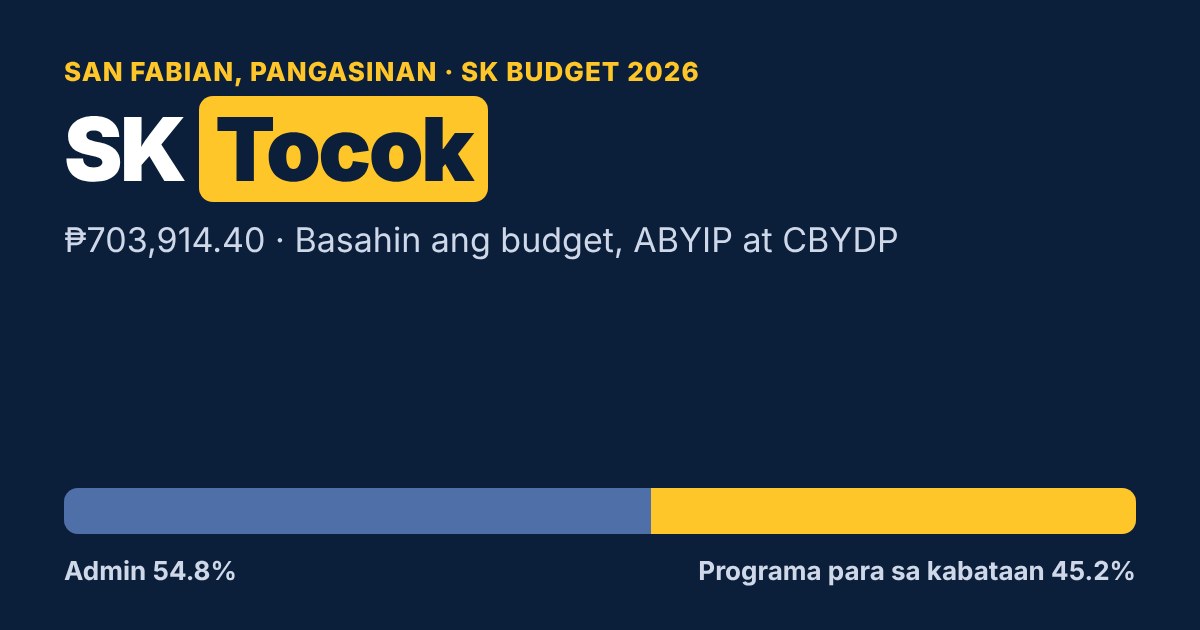 SAN FABIAN, PANGASINAN · SK BUDGET 2026
SK Tocok
₱703,914.40 · Basahin ang budget, ABYIP at CBYDP
Admin 54.8%
Programa para sa kabataan 45.2%